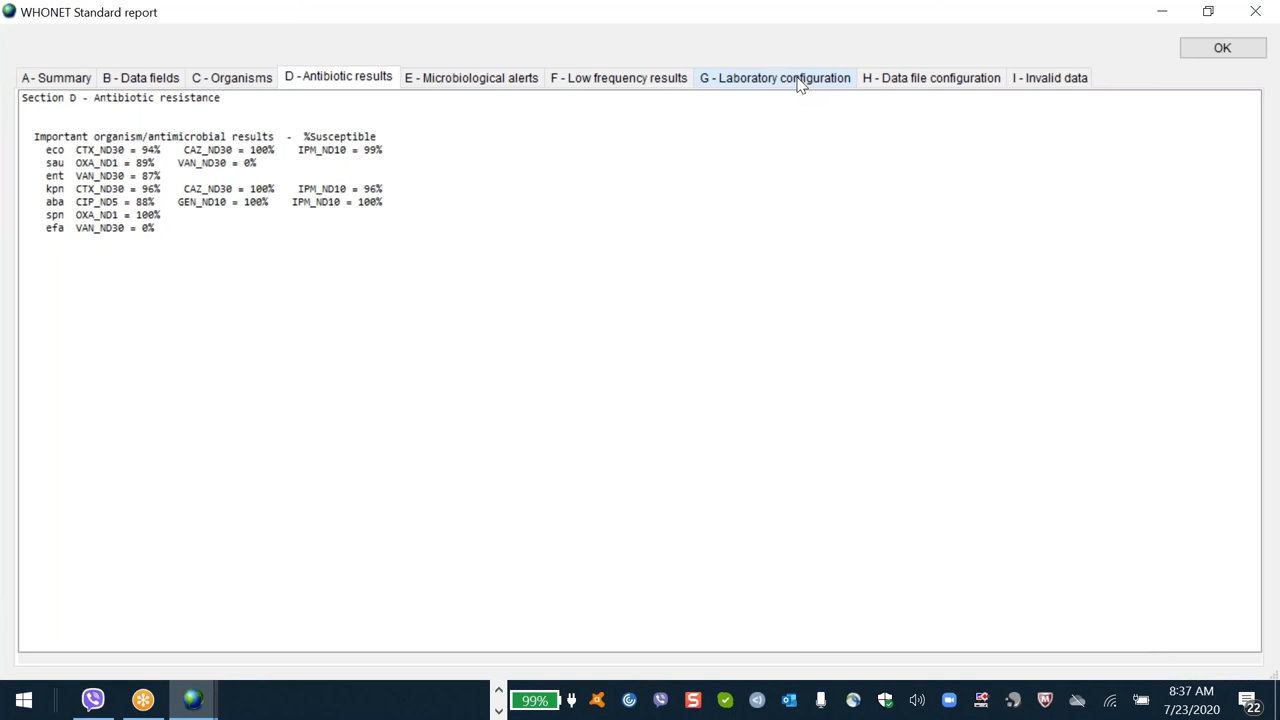 WHONET Standard report
OK
A - Summary B - Data fields C - Organisms D - Antibiotic results E - Microbiological alerts F - Low frequency results G - Laboratory configuration H - Data file configuration I - Invalid data
Section D - Antibiotic resistance
Important organism/antimicrobial results - %Susceptible
eco CTX_ND30 = 94% CAZ_ND30 = 100% IPM_ND10 = 99%
sau OXA_ND1 = 89% VAN_ND30 = 0%
ent VAN_ND30 = 87%
kpn CTX_ND30 = 96% CAZ_ND30 = 100% IPM_ND10 = 96%
aba CIP_ND5 = 88% GEN_ND10 = 100% IPM_ND10 = 100%
spn OXA_ND1 = 100%
efa VAN_ND30 = 0%
99%
8:37 AM
7/23/2020
22